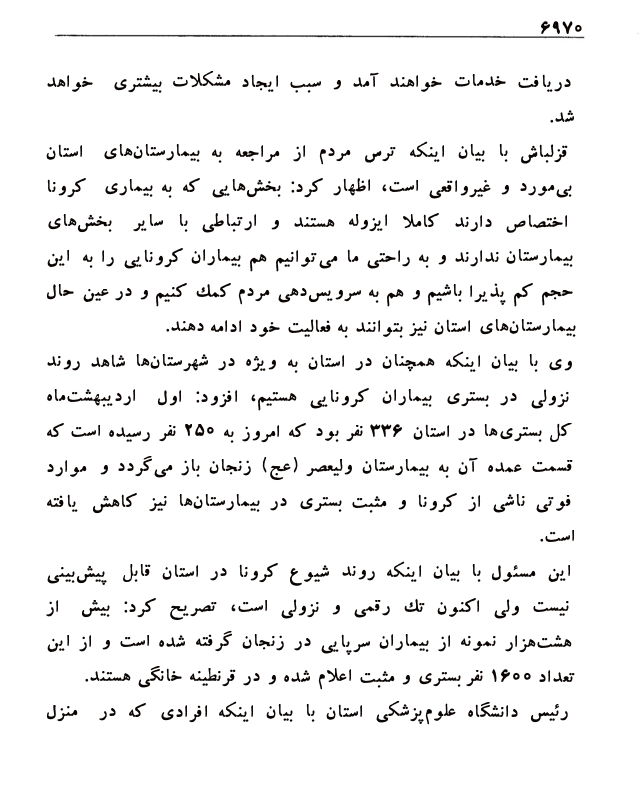 ۶۹۷۰
دریافت خدمات خواهند آمد و سبب ایجاد مشکلات بیشتری خواهد
شد.
قزلباش با بیان اینکه ترس مردم از مراجعه به بیمارستان‌های استان
بی‌مورد و غیرواقعی است، اظهار کرد: بخش‌هایی که به بیماری کرونا
اختصاص دارند کاملا ایزوله هستند و ارتباطی با سایر بخش‌های
بیمارستان ندارند و به راحتی ما می‌توانیم هم بیماران کرونایی را به این
حجم کم پذیرا باشیم و هم به سرویس‌دهی مردم کمك کنیم و در عین حال
بیمارستان‌های استان نیز بتوانند به فعالیت خود ادامه دهند.
وی با بیان اینکه همچنان در استان به ویژه در شهرستان‌ها شاهد روند
نزولی در بستری بیماران کرونایی هستیم، افزود: اول اردیبهشت‌ماه
کل بستری‌ها در استان ۳۳۶ نفر بود که امروز به ۲۵۰ نفر رسیده است که
قسمت عمده آن به بیمارستان ولیعصر (عج) زنجان باز می‌گردد و موارد
فوتی ناشی از کرونا و مثبت بستری در بیمارستان‌ها نیز کاهش یافته
است.
این مسئول با بیان اینکه روند شیوع کرونا در استان قابل پیش‌بینی
نیست ولی اکنون تك رقمی و نزولی است، تصریح کرد: بیش از
هشت‌هزار نمونه از بیماران سرپایی در زنجان گرفته شده است و از این
تعداد ۱۶۰۰ نفر بستری و مثبت اعلام شده و در قرنطینه خانگی هستند.
رئیس دانشگاه علوم‌پزشکی استان با بیان اینکه افرادی که در منزل